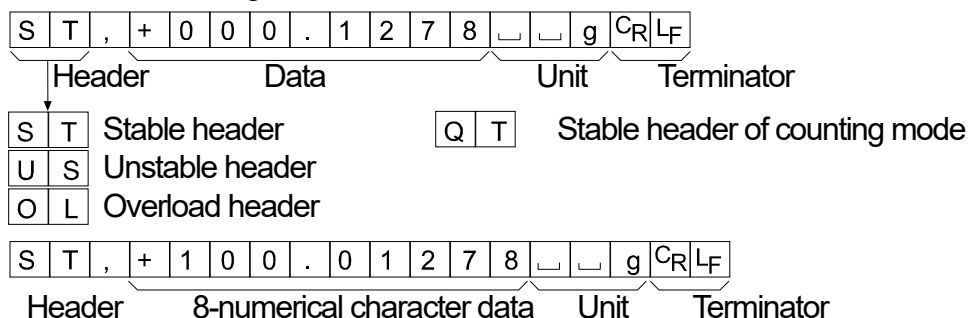 S T , + 0 0 0 . 1 2 7 8 ␣ ␣ g CR LF
Header Data Unit Terminator
S T Stable header Q T Stable header of counting mode
U S Unstable header
O L Overload header
S T , + 1 0 0 . 0 1 2 7 8 ␣ ␣ g CR LF
Header 8-numerical character data Unit Terminator